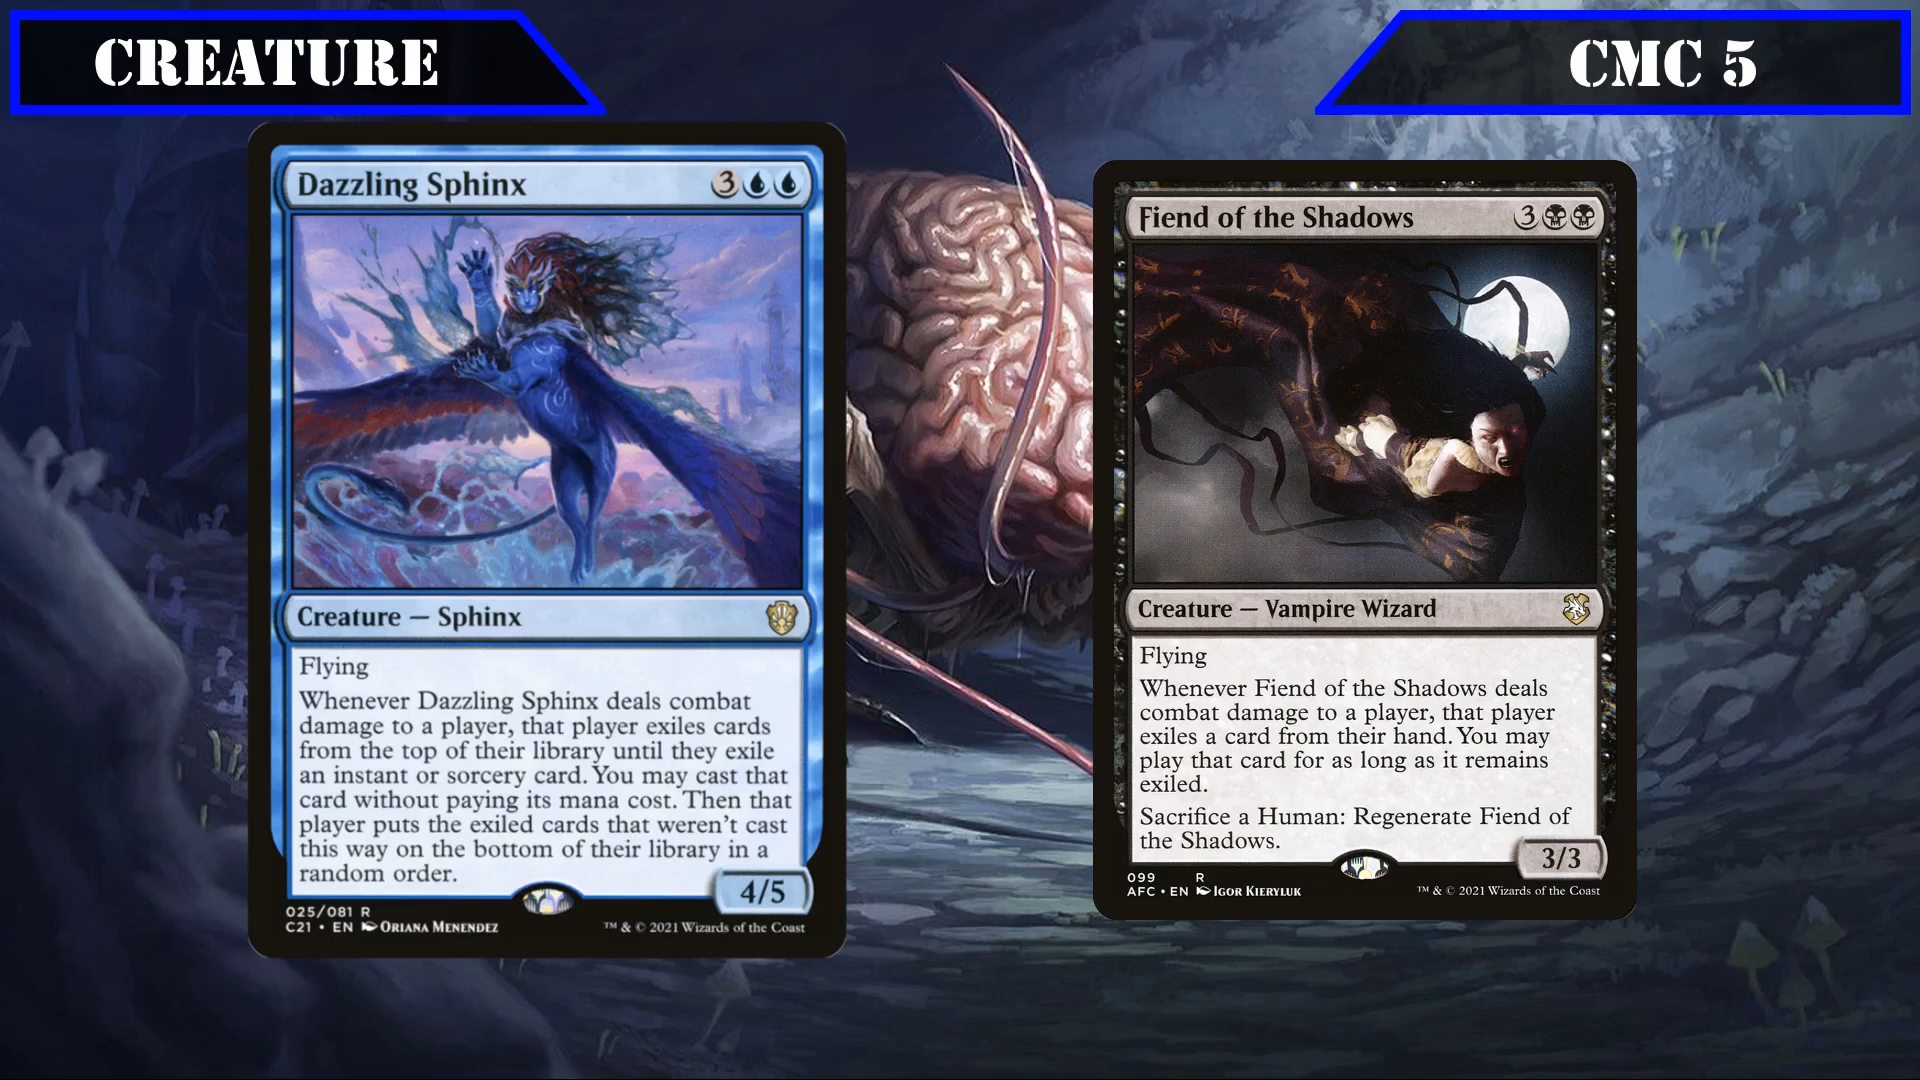 CREATURE
CMC 5
Dazzling Sphinx 3
Creature — Sphinx
Flying
Whenever Dazzling Sphinx deals combat
damage to a player, that player exiles cards
from the top of their library until they exile
an instant or sorcery card. You may cast that
card without paying its mana cost. Then that
player puts the exiled cards that weren't cast
this way on the bottom of their library in a
random order.
4/5
025/081 R
C21 • EN Oriana Menendez
™ & © 2021 Wizards of the Coast
Fiend of the Shadows 3
Creature — Vampire Wizard
Flying
Whenever Fiend of the Shadows deals
combat damage to a player, that player
exiles a card from their hand. You may
play that card for as long as it remains
exiled.
Sacrifice a Human: Regenerate Fiend of
the Shadows.
3/3
099 R
AFC • EN Igor Kieryluk
™ & © 2021 Wizards of the Coast